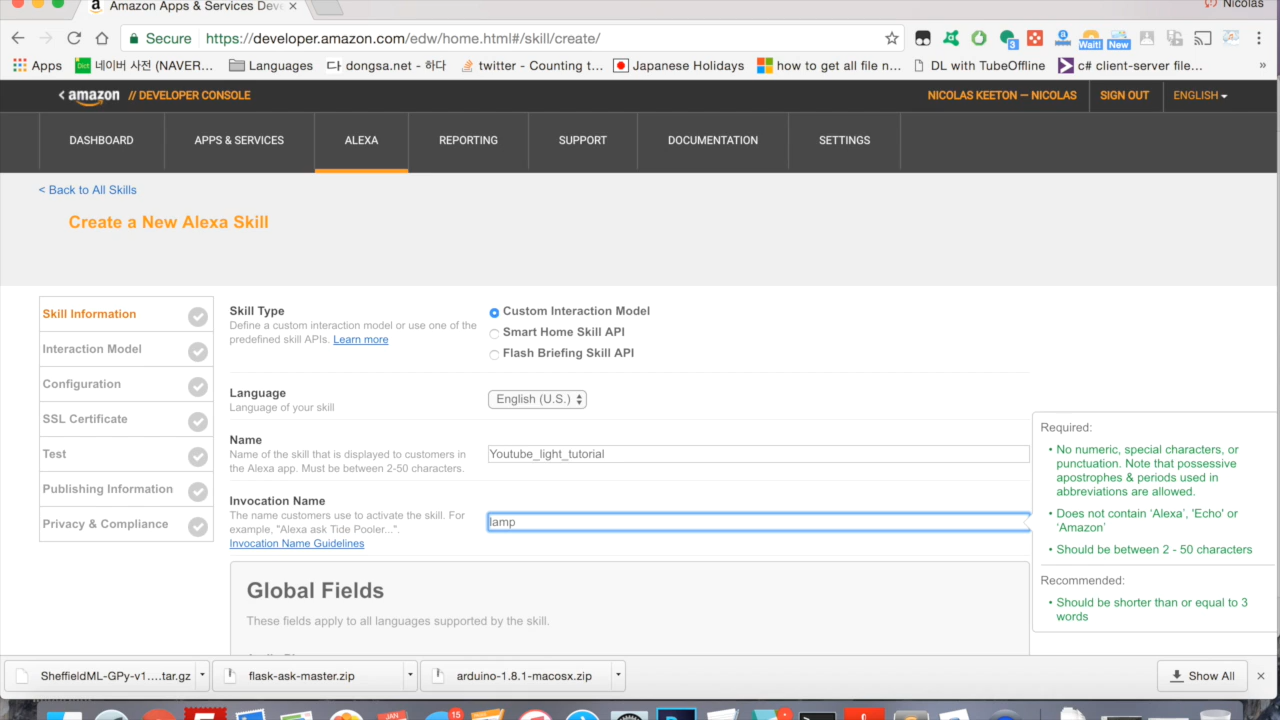 Amazon Apps & Services Deve
Nicolas
Secure https://developer.amazon.com/edw/home.html#/skill/create/
3 Wait! New
Apps 네이버 사전 (NAVER... Languages dongsa.net - 하다 twitter - Counting t... Japanese Holidays how to get all file n... DL with TubeOffline c# client-server file... »
< amazon // DEVELOPER CONSOLE NICOLAS KEETON — NICOLAS SIGN OUT ENGLISH
DASHBOARD APPS & SERVICES ALEXA REPORTING SUPPORT DOCUMENTATION SETTINGS
< Back to All Skills
Create a New Alexa Skill
Skill Information
Interaction Model
Configuration
SSL Certificate
Test
Publishing Information
Privacy & Compliance
Skill Type
Define a custom interaction model or use one of the
predefined skill APIs. Learn more
Custom Interaction Model
Smart Home Skill API
Flash Briefing Skill API
Language
Language of your skill
English (U.S.)
Name
Name of the skill that is displayed to customers in
the Alexa app. Must be between 2-50 characters.
Youtube_light_tutorial
Invocation Name
The name customers use to activate the skill. For
example, "Alexa ask Tide Pooler...".
Invocation Name Guidelines
lamp
Required:
• No numeric, special characters, or
punctuation. Note that possessive
apostrophes & periods used in
abbreviations are allowed.
• Does not contain ‘Alexa’, 'Echo' or
‘Amazon’
• Should be between 2 - 50 characters
Recommended:
• Should be shorter than or equal to 3
words
Global Fields
These fields apply to all languages supported by the skill.
SheffieldML-GPy-v1....tar.gz flask-ask-master.zip arduino-1.8.1-macosx.zip Show All
JAN 15